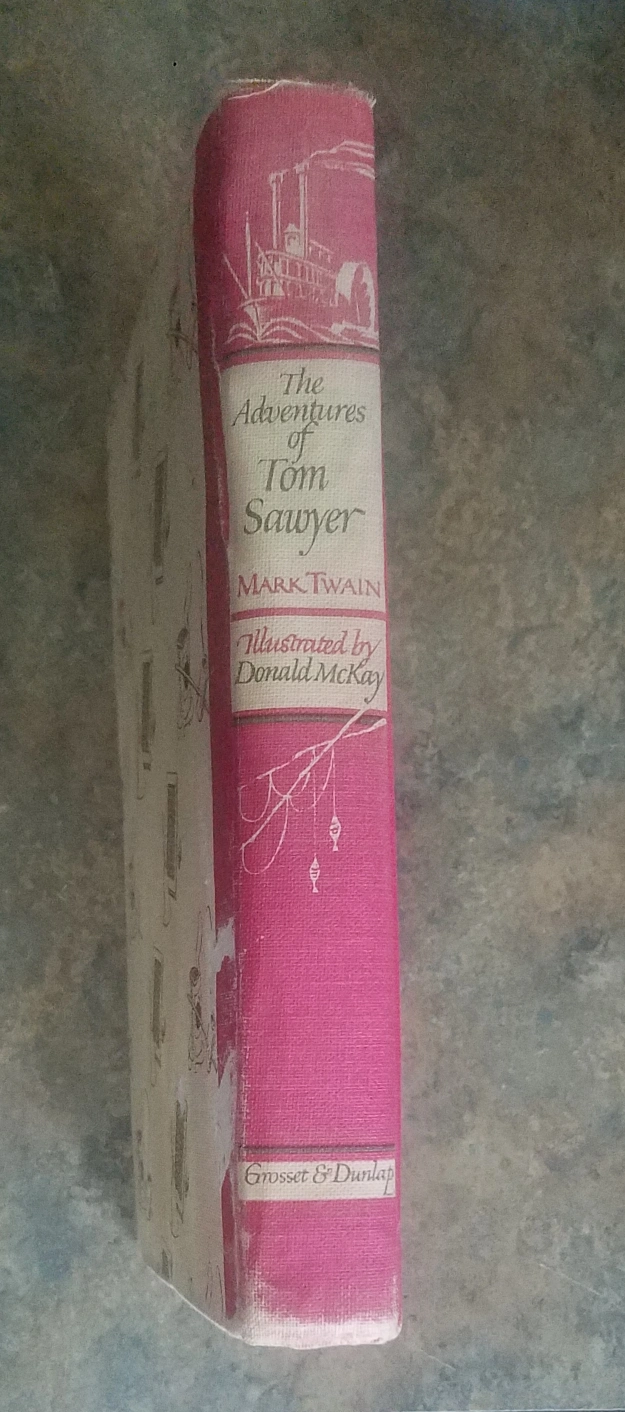 The
Adventures
of
Tom
Sawyer
MARK TWAIN
Illustrated by
Donald McKay
Grosset & Dunlap